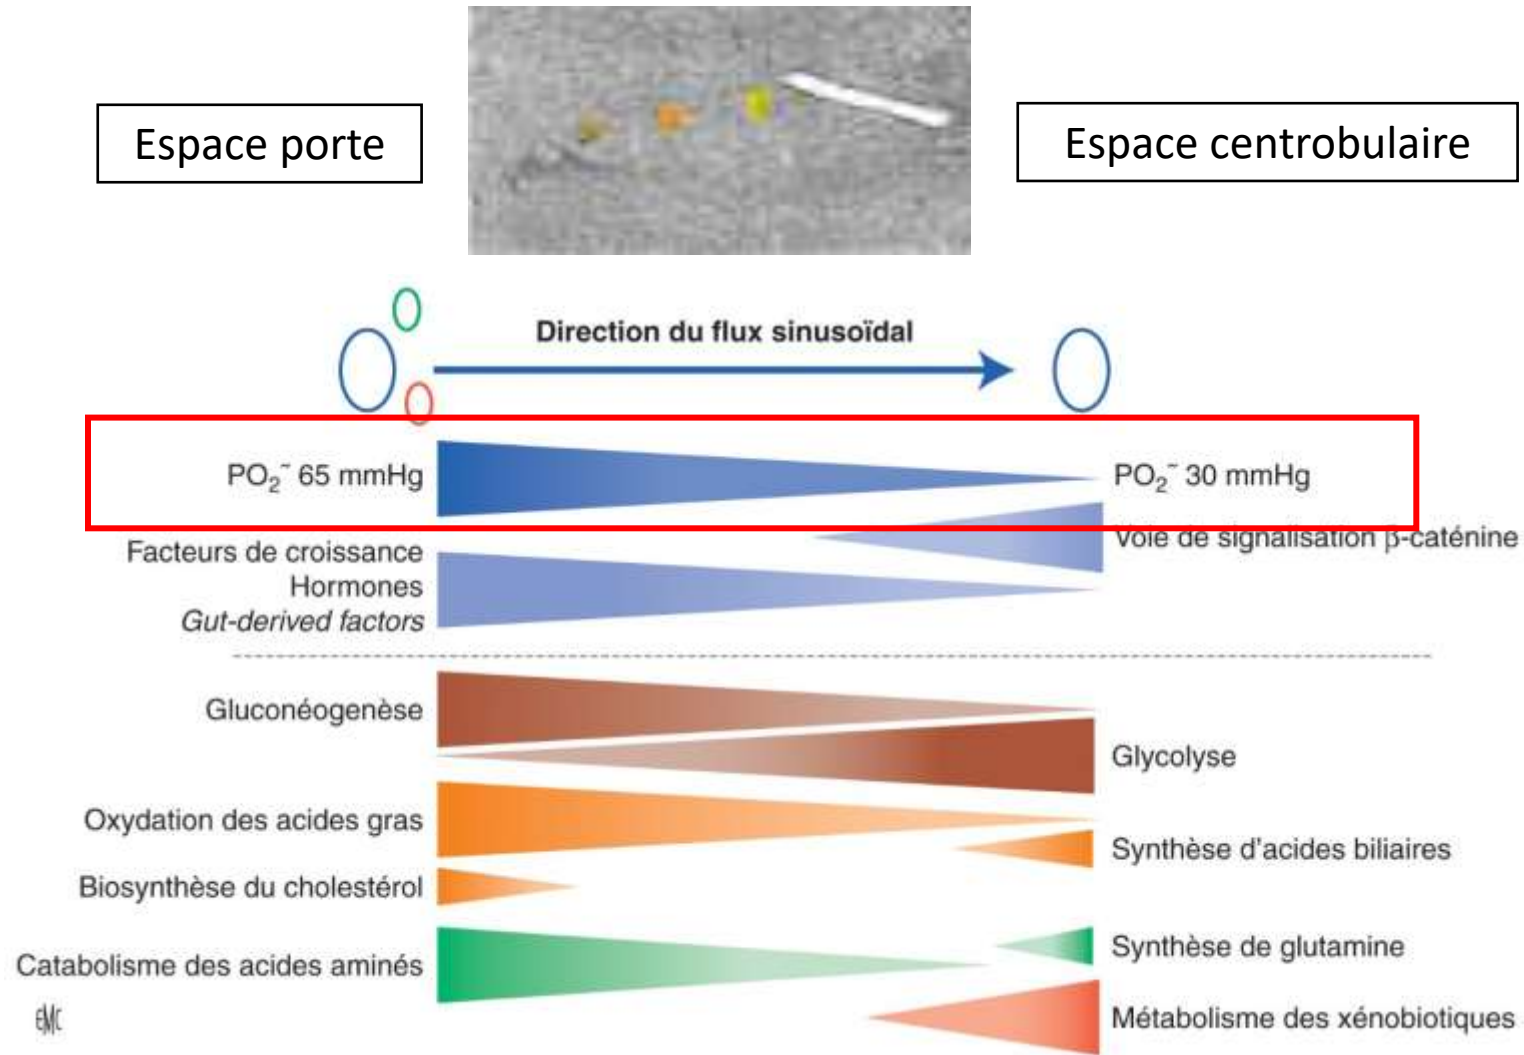 Espace porte
Espace centrobulaire
Direction du flux sinusoïdal
PO₂˜ 65 mmHg
PO₂˜ 30 mmHg
Voie de signalisation β-caténine
Facteurs de croissance
Hormones
Gut-derived factors
Gluconéogenèse
Glycolyse
Oxydation des acides gras
Synthèse d'acides biliaires
Biosynthèse du cholestérol
Synthèse de glutamine
Catabolisme des acides aminés
Métabolisme des xénobiotiques
EMC